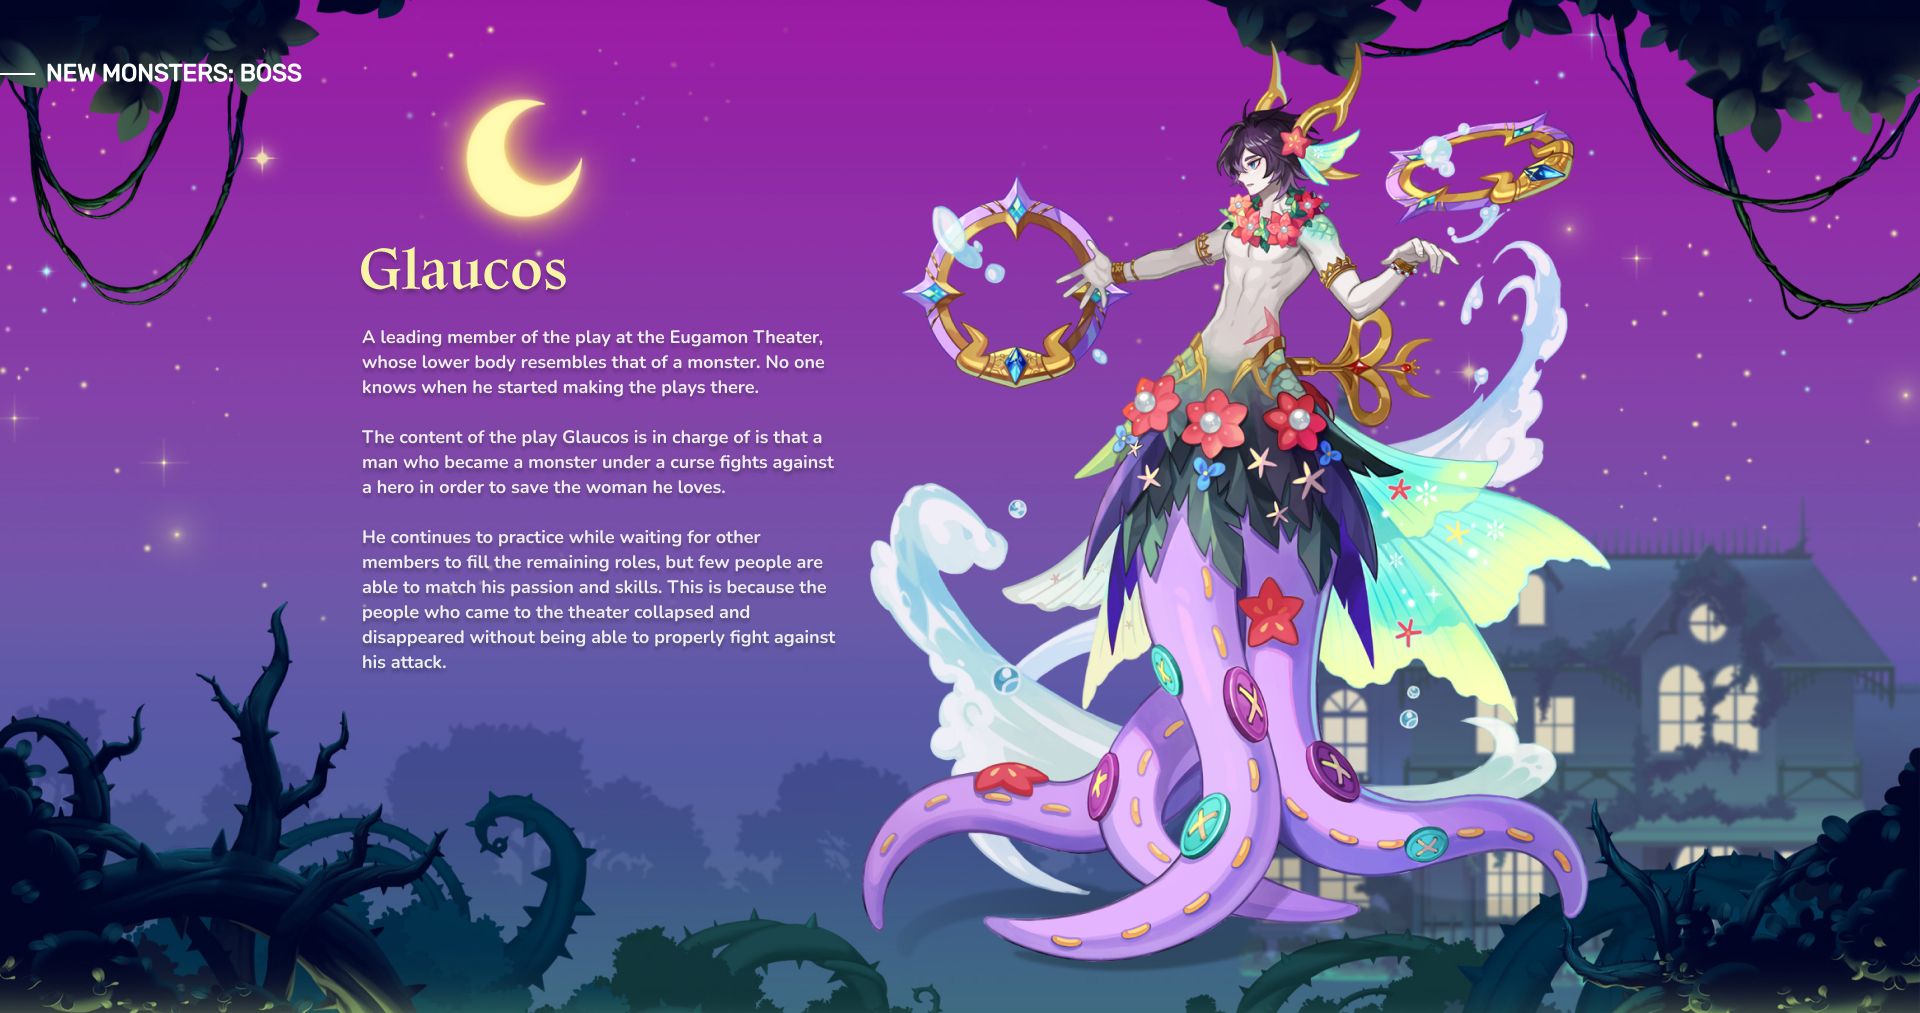 NEW MONSTERS: BOSS
Glaucos
A leading member of the play at the Eugamon Theater,
whose lower body resembles that of a monster. No one
knows when he started making the plays there.
The content of the play Glaucos is in charge of is that a
man who became a monster under a curse fights against
a hero in order to save the woman he loves.
He continues to practice while waiting for other
members to fill the remaining roles, but few people are
able to match his passion and skills. This is because the
people who came to the theater collapsed and
disappeared without being able to properly fight against
his attack.